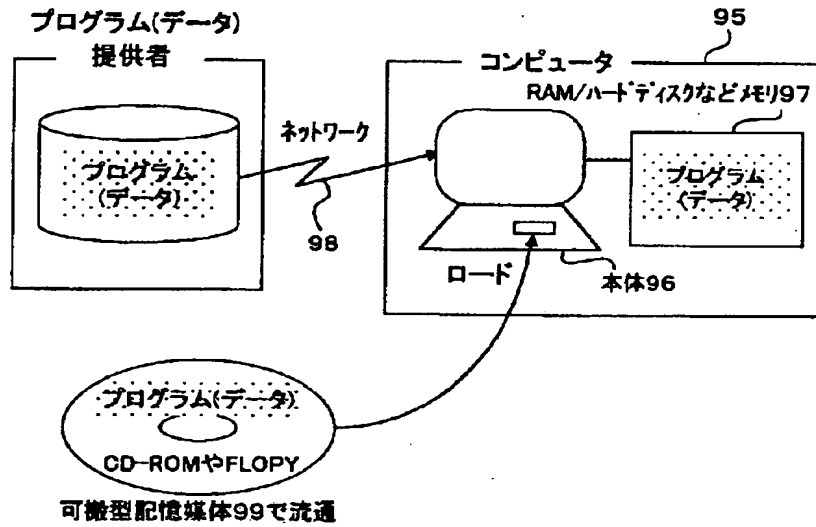 プログラム(データ)
提供者
プログラム
(データ)
ネットワーク
98
95
コンピュータ
RAM/ハードディスクなどメモリ97
プログラム
(データ)
ロード
本体96
プログラム(データ)
CD-ROMやFLOPY
可搬型記憶媒体99で流通